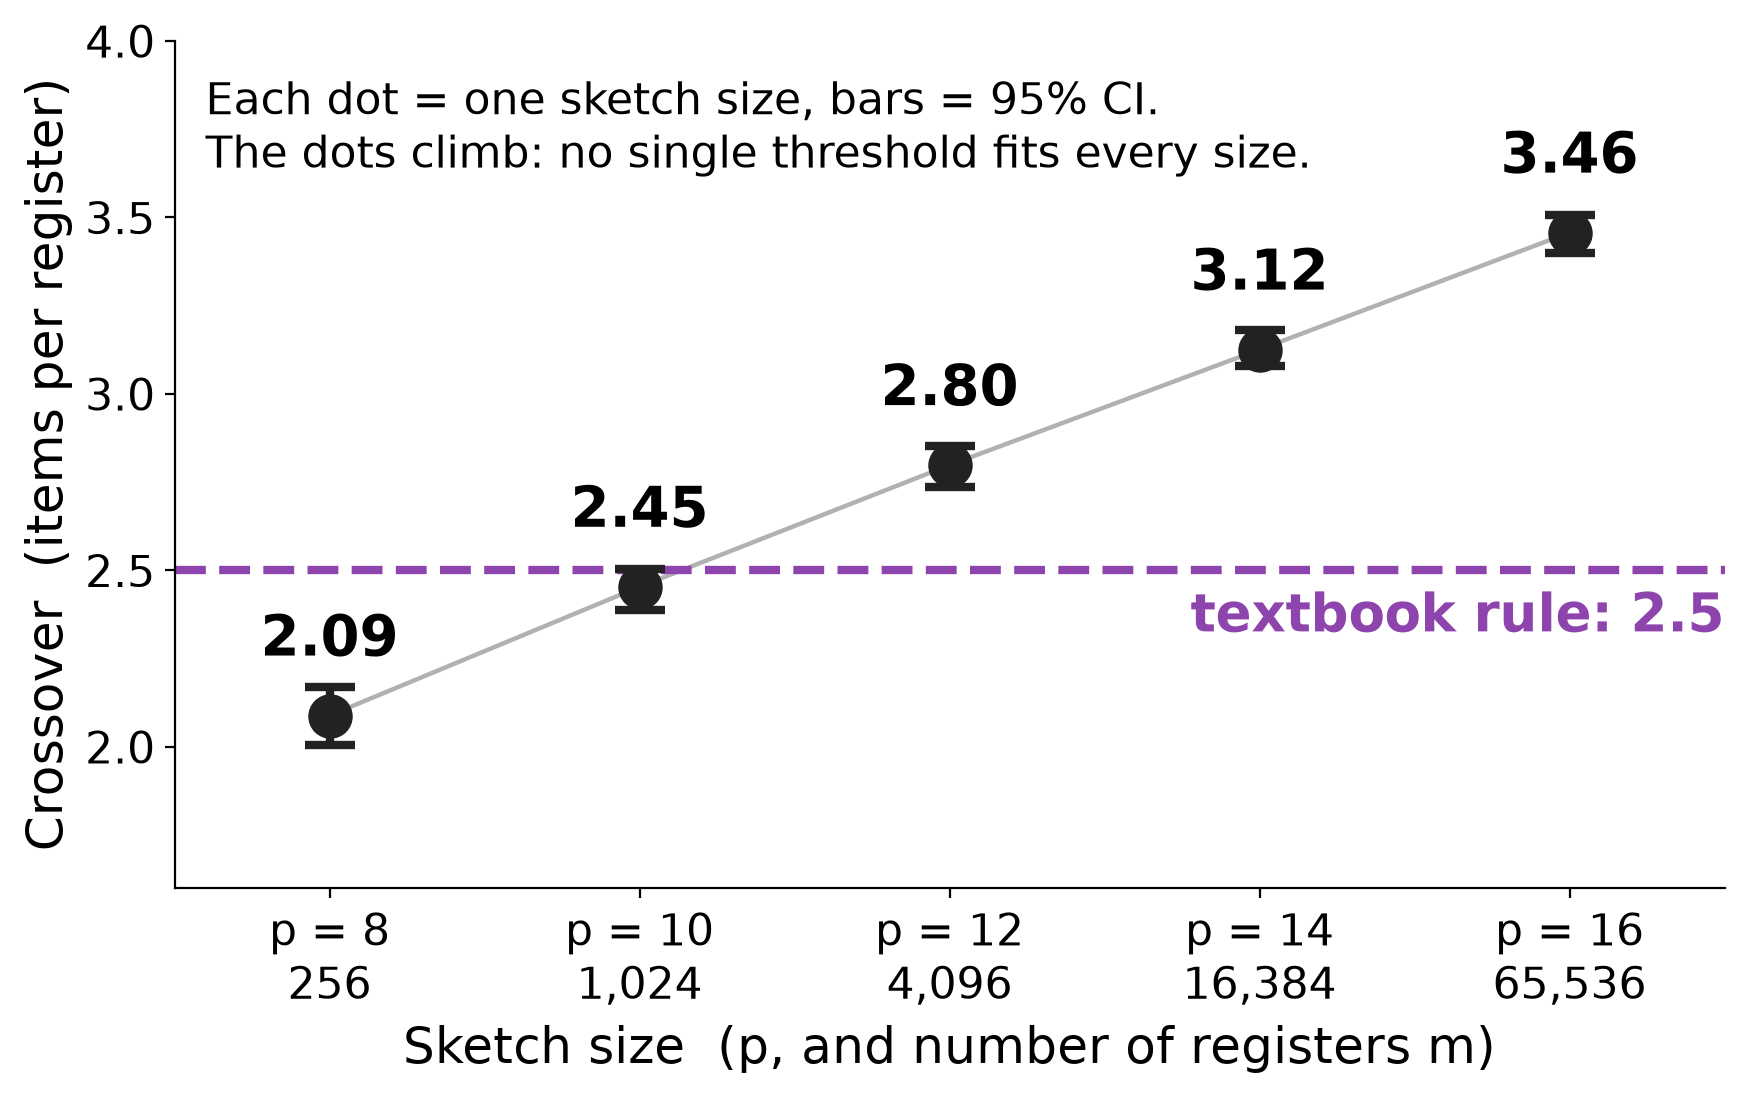 4.0
3.5
3.0
2.5
2.0
Crossover (items per register)
Each dot = one sketch size, bars = 95% CI.
The dots climb: no single threshold fits every size.
3.46
3.12
2.80
2.45
2.09
textbook rule: 2.5
p = 8
256
p = 10
1,024
p = 12
4,096
p = 14
16,384
p = 16
65,536
Sketch size (p, and number of registers m)